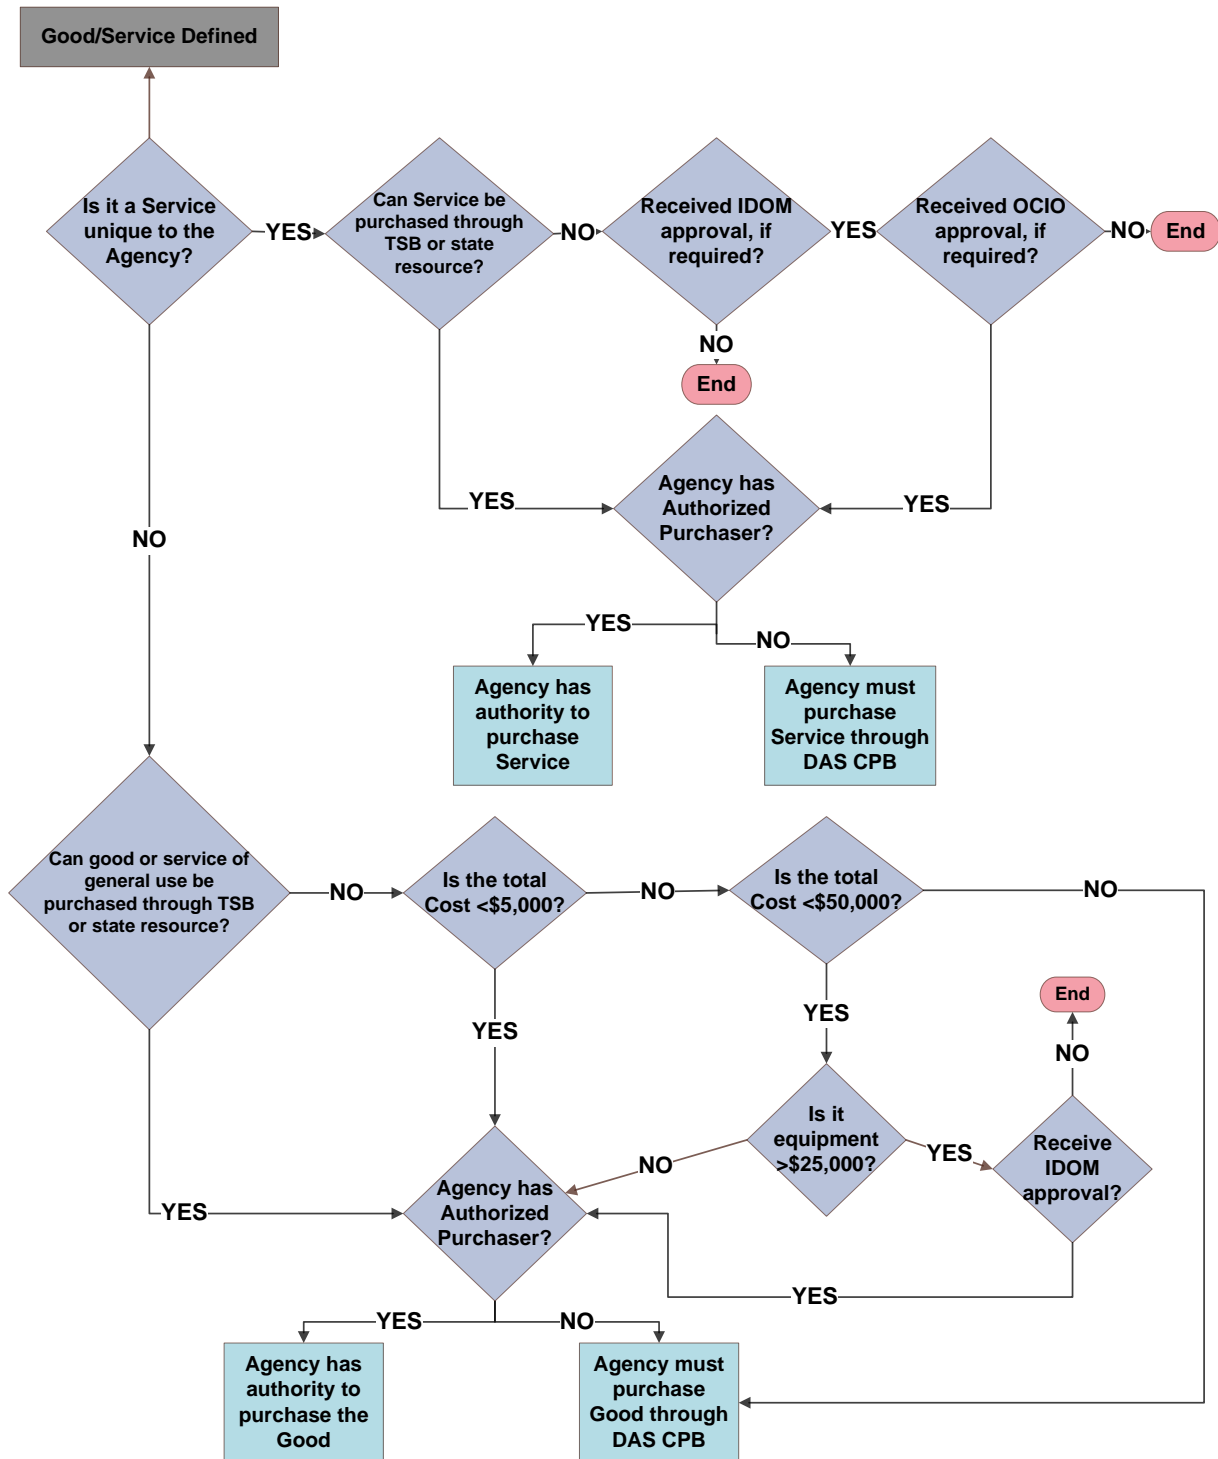 Good/Service Defined
Is it a Service
unique to the
Agency?
YES
Can Service be
purchased through
TSB or state
resource?
NO
Received IDOM
approval, if
required?
YES
Received OCIO
approval, if
required?
NO
End
NO
End
YES
Agency has
Authorized
Purchaser?
YES
NO
YES
NO
Agency has
authority to
purchase
Service
Agency must
purchase
Service through
DAS CPB
Can good or service of
general use be
purchased through TSB
or state resource?
NO
Is the total
Cost <$5,000?
NO
Is the total
Cost <$50,000?
NO
YES
YES
End
NO
Is it
equipment
>$25,000?
YES
Receive
IDOM
approval?
NO
YES
Agency has
Authorized
Purchaser?
YES
YES
NO
Agency has
authority to
purchase the
Good
Agency must
purchase
Good through
DAS CPB